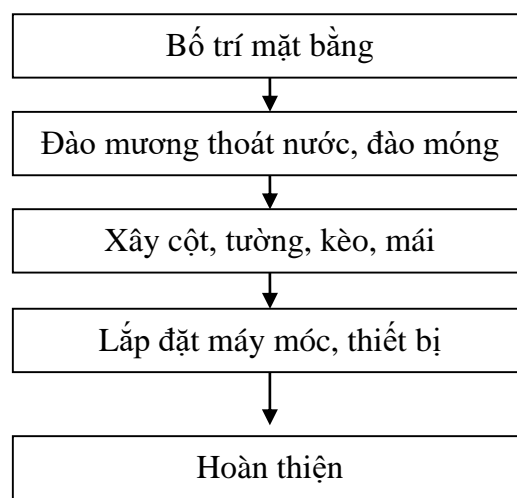 Bố trí mặt bằng
Đào mương thoát nước, đào móng
Xây cột, tường, kèo, mái
Lắp đặt máy móc, thiết bị
Hoàn thiện